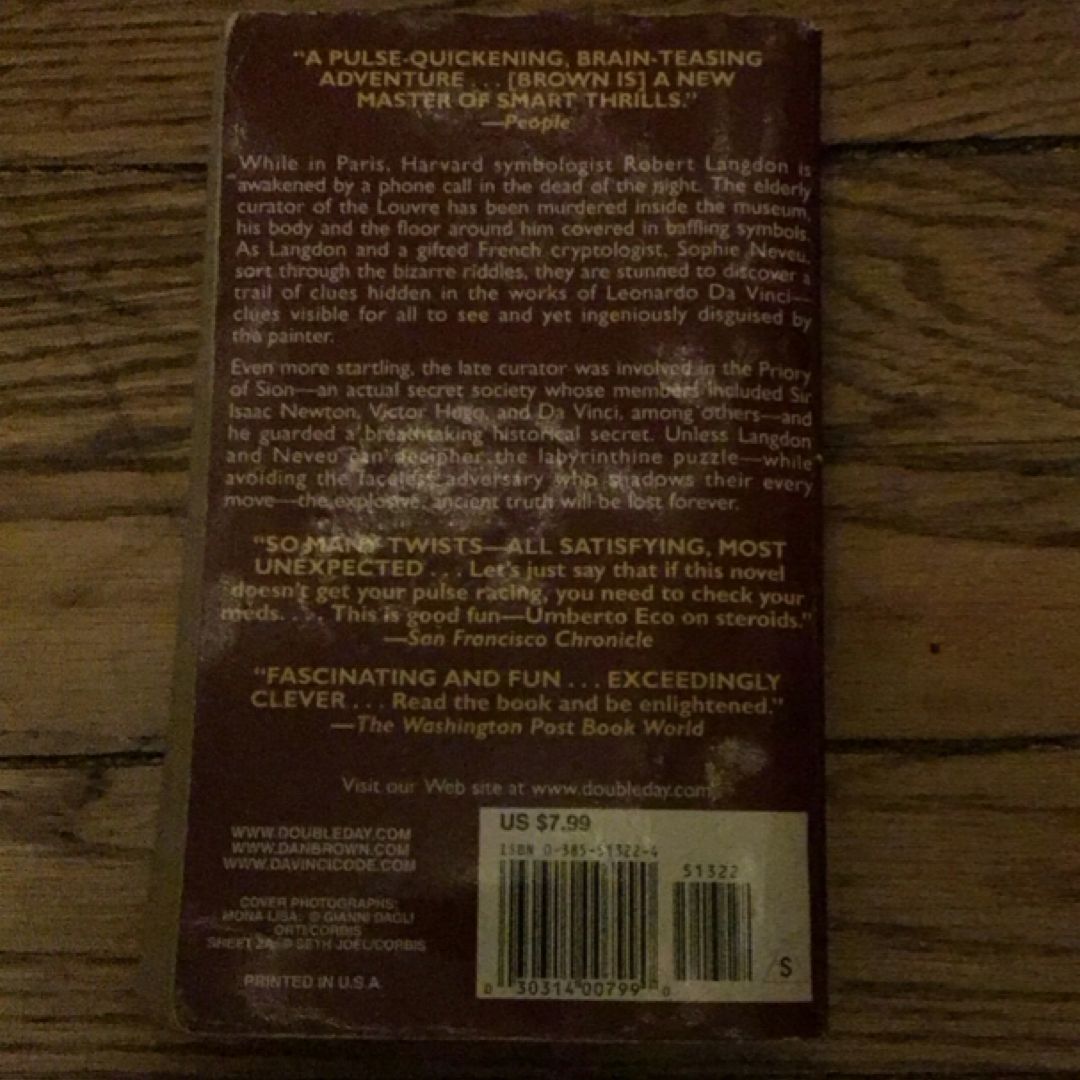 "A PULSE-QUICKENING, BRAIN-TEASING
ADVENTURE . . . [BROWN IS] A NEW
MASTER OF SMART THRILLS."
—People
While in Paris, Harvard symbologist Robert Langdon is
awakened by a phone call in the dead of the night. The elderly
curator of the Louvre has been murdered inside the museum,
his body and the floor around him covered in baffling symbols.
As Langdon and a gifted French cryptologist, Sophie Neveu,
sort through the bizarre riddles, they are stunned to discover a
trail of clues hidden in the works of Leonardo Da Vinci—
clues visible for all to see and yet ingeniously disguised by
the painter.
Even more startling, the late curator was involved in the Priory
of Sion—an actual secret society whose members included Sir
Isaac Newton, Victor Hugo, and Da Vinci, among others—and
he guarded a breathtaking historical secret. Unless Langdon
and Neveu can decipher the labyrinthine puzzle—while
avoiding the faceless adversary who shadows their every
move—the explosive, ancient truth will be lost forever.
"SO MANY TWISTS—ALL SATISFYING, MOST
UNEXPECTED . . . Let's just say that if this novel
doesn't get your pulse racing, you need to check your
meds. . . . This is good fun—Umberto Eco on steroids."
—San Francisco Chronicle
"FASCINATING AND FUN . . . EXCEEDINGLY
CLEVER . . . Read the book and be enlightened."
—The Washington Post Book World
Visit our Web site at www.doubleday.com
WWW.DOUBLEDAY.COM
WWW.DANBROWN.COM
WWW.DAVINCICODE.COM
COVER PHOTOGRAPHS:
MONA LISA: © GIANNI DAGLI
ORTI/CORBIS
SHEET 2A: © SETH JOEL/CORBIS
PRINTED IN U.S.A.
US $7.99
ISBN 0-385-51322-4
51322
0 30314 00799 0
S